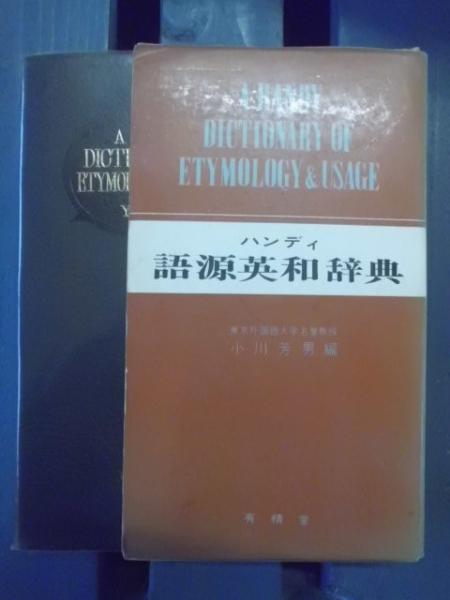 A
DICTI
ETYMO
Y
A HANDY
DICTIONARY OF
ETYMOLOGY & USAGE
ハンディ
語源英和辞典
東京外国語大学名誉教授
小川芳男編
有精堂